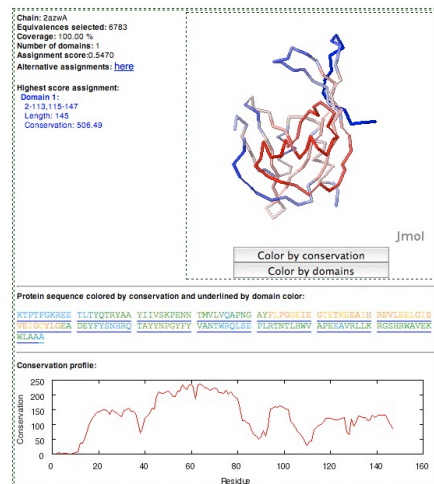 Chain: 2azwA
Equivalences selected: 6783
Coverage: 100.00 %
Number of domains: 1
Assignment score:0.5470
Alternative assignments: here
Highest score assignment:
Domain 1:
2-113,115-147
Length: 145
Conservation: 506.49
Jmol
Color by conservation
Color by domains
Protein sequence colored by conservation and underlined by domain color:
KTPTFGKREE TLTYQTRYAA YIIVSKPENN TMVLVQAPNG AYFLPGGEIE GTETKEEAIH REVLEELGIE
VEIGCYLGEA DEYFYSNHRQ TAYYNPGYFY VANTWRQLSE PLERTNTLHWV APEEAVRLLK RGSHRWAVEK
WLAAA
Conservation profile:
250
200
150
100
50
0
Conservation
0 20 40 60 80 100 120 140 160
Residue